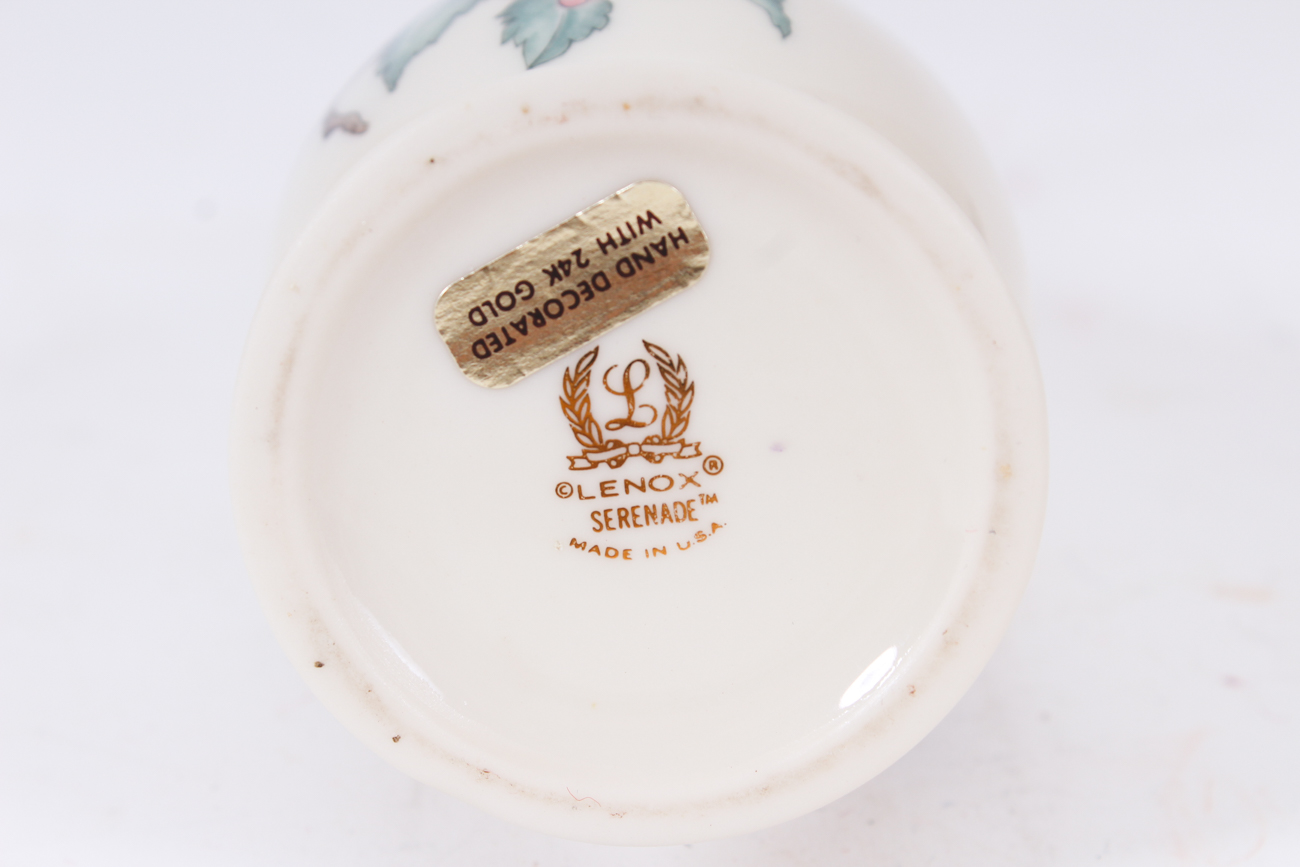 HAND DECORATED
WITH 24K GOLD
L
©LENOX®
SERENADE™
MADE IN U.S.A.